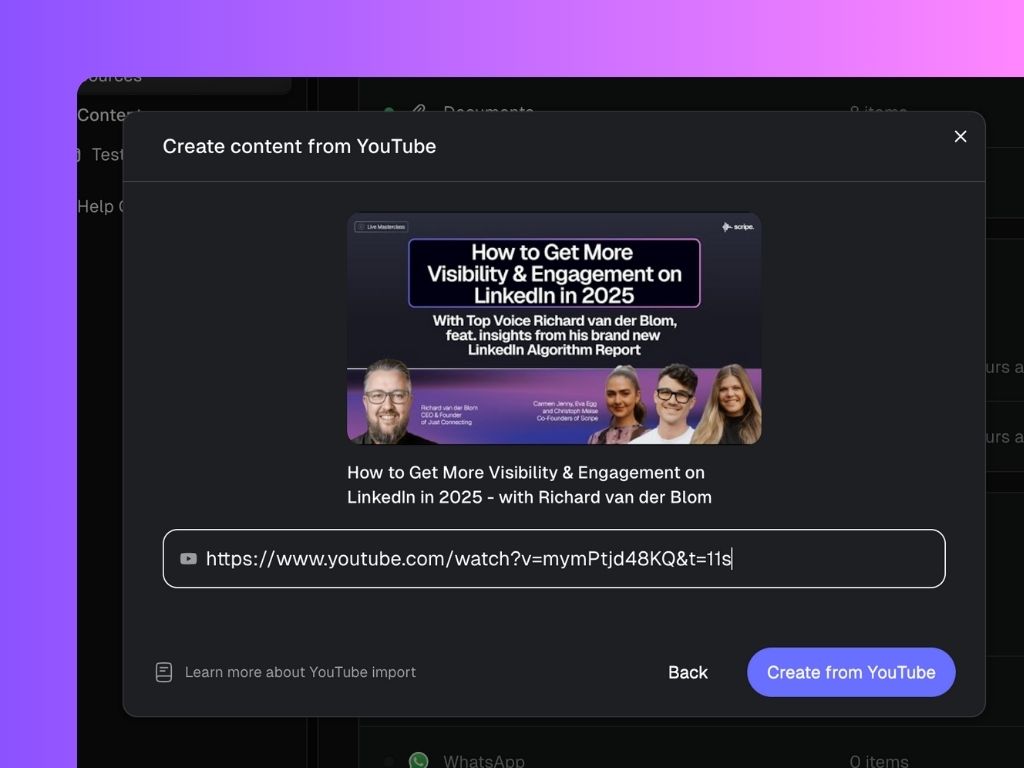 Content
Test
Help
Documents
8 items
Create content from YouTube
Live Masterclass
scripe.
How to Get More
Visibility & Engagement on
LinkedIn in 2025
With Top Voice Richard van der Blom,
feat. insights from his brand new
LinkedIn Algorithm Report
Richard van der Blom
CEO & Founder
of Just Connecting
Carmen Jenny, Eva Egg
and Christoph Meise
Co-Founders of Scripe
How to Get More Visibility & Engagement on
LinkedIn in 2025 - with Richard van der Blom
https://www.youtube.com/watch?v=mymPtjd48KQ&t=11s
Learn more about YouTube import
Back
Create from YouTube
WhatsApp
0 items